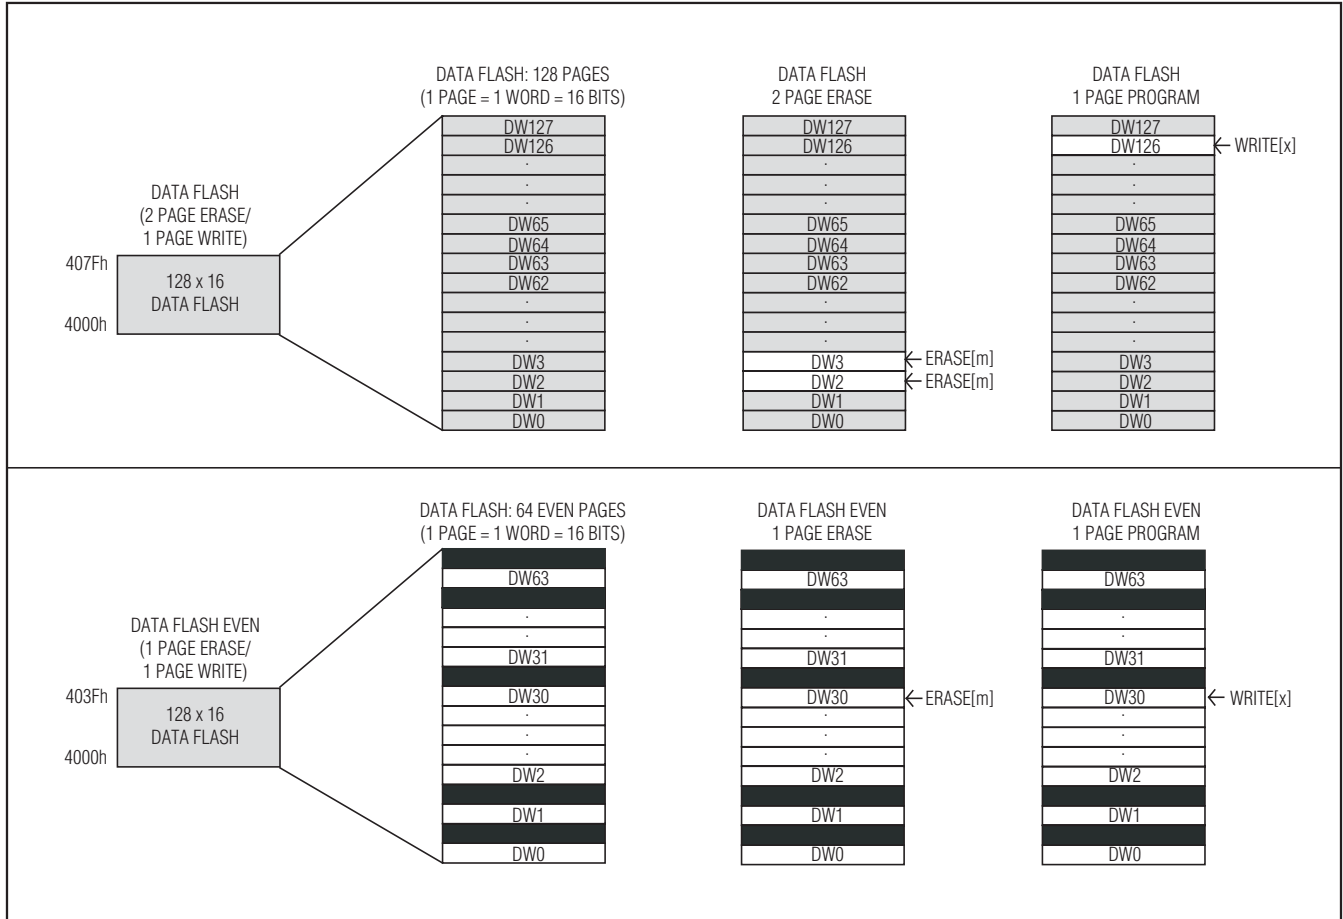 DATA FLASH
(2 PAGE ERASE/
1 PAGE WRITE)
407Fh
128 x 16
DATA FLASH
4000h
DATA FLASH: 128 PAGES
(1 PAGE = 1 WORD = 16 BITS)
DW127
DW126
.
.
.
DW65
DW64
DW63
DW62
.
.
.
DW3
DW2
DW1
DW0
DATA FLASH
2 PAGE ERASE
DW127
DW126
.
.
.
DW65
DW64
DW63
DW62
.
.
.
DW3 ERASE[m]
DW2 ERASE[m]
DW1
DW0
DATA FLASH
1 PAGE PROGRAM
DW127
DW126 WRITE[x]
.
.
.
DW65
DW64
DW63
DW62
.
.
.
DW3
DW2
DW1
DW0
DATA FLASH EVEN
(1 PAGE ERASE/
1 PAGE WRITE)
403Fh
128 x 16
DATA FLASH
4000h
DATA FLASH: 64 EVEN PAGES
(1 PAGE = 1 WORD = 16 BITS)
DW63
.
.
DW31
DW30
.
.
.
DW2
DW1
DW0
DATA FLASH EVEN
1 PAGE ERASE
DW63
.
.
DW31
DW30 ERASE[m]
.
.
.
DW2
DW1
DW0
DATA FLASH EVEN
1 PAGE PROGRAM
DW63
.
.
DW31
DW30 WRITE[x]
.
.
.
DW2
DW1
DW0